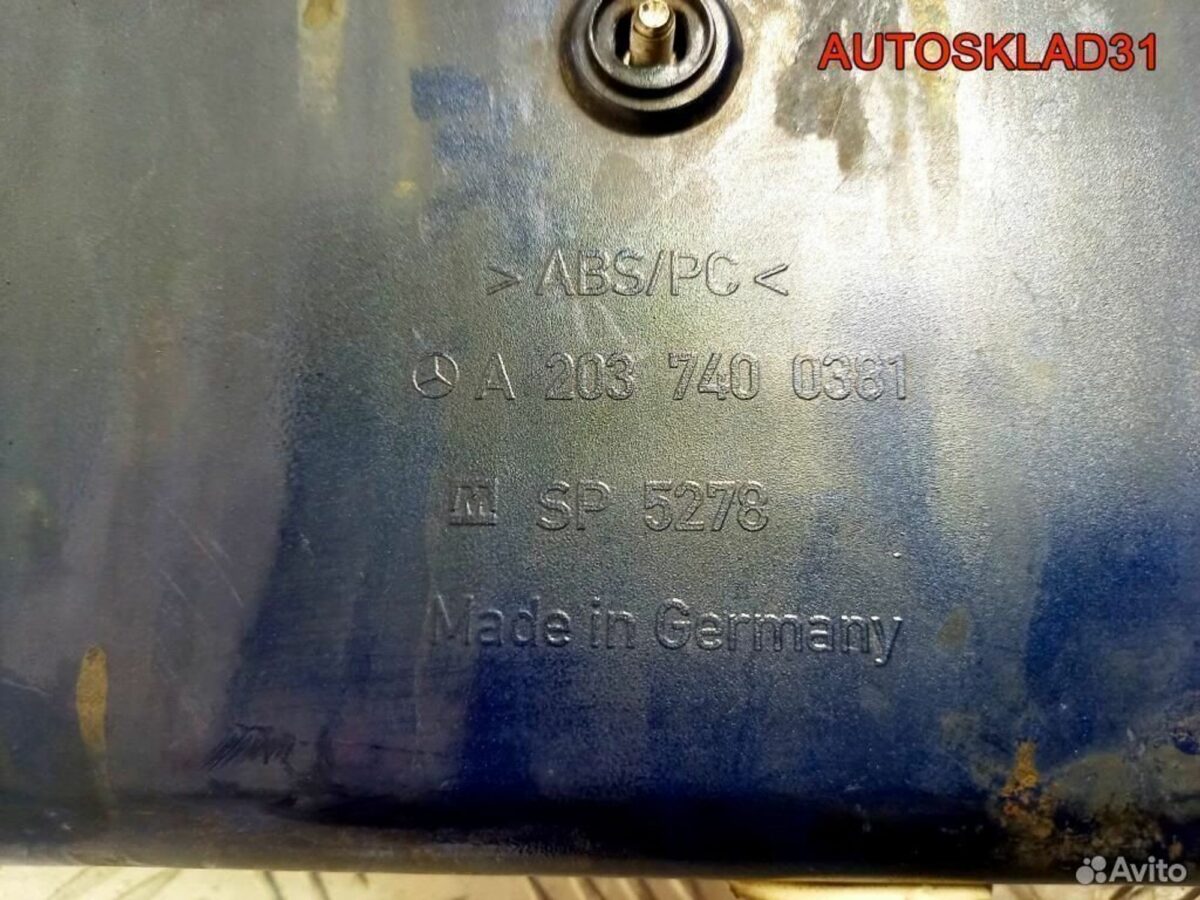 AUTOSKLAD31
>ABS/PC<
A 203 740 0381
SP 5278
Made in Germany
Avito